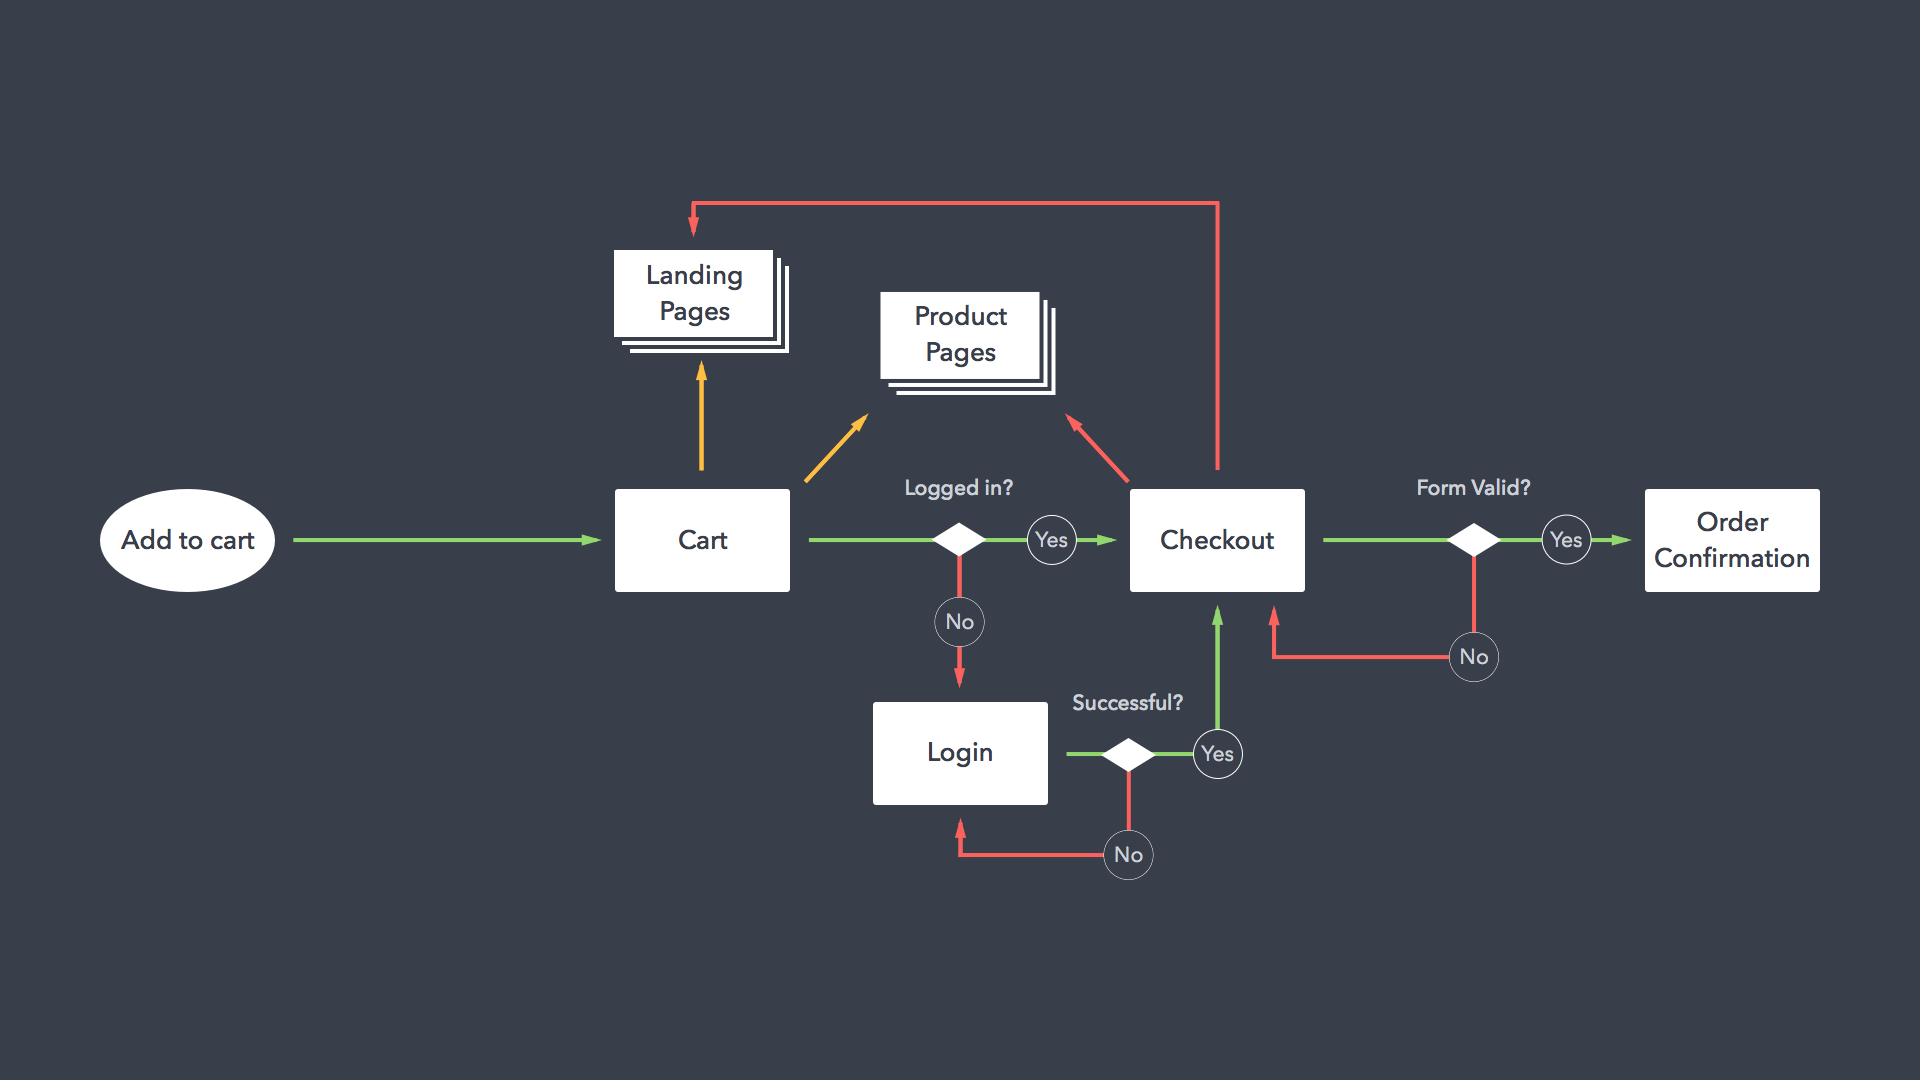 Landing
Pages
Product
Pages
Logged in?
Form Valid?
Add to cart
Cart
Yes
Checkout
Yes
Order
Confirmation
No
No
Successful?
Login
Yes
No